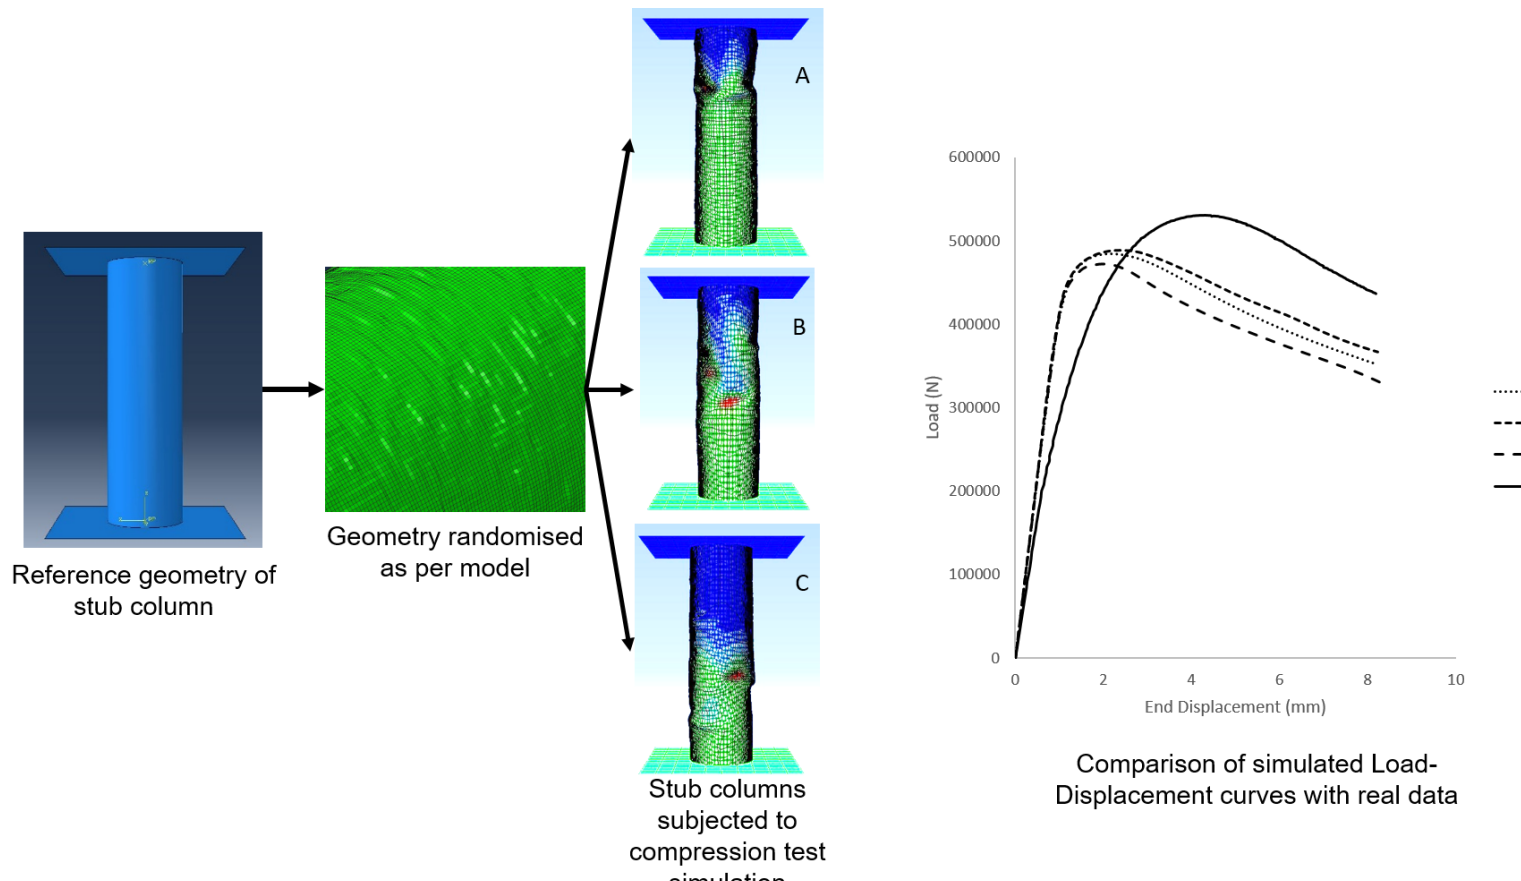 Reference geometry of
stub column
Geometry randomised
as per model
A
B
C
Stub columns
subjected to
compression test
simulation
600000
500000
400000
300000
200000
100000
0
Load (N)
0 2 4 6 8 10
End Displacement (mm)
Comparison of simulated Load-
Displacement curves with real data